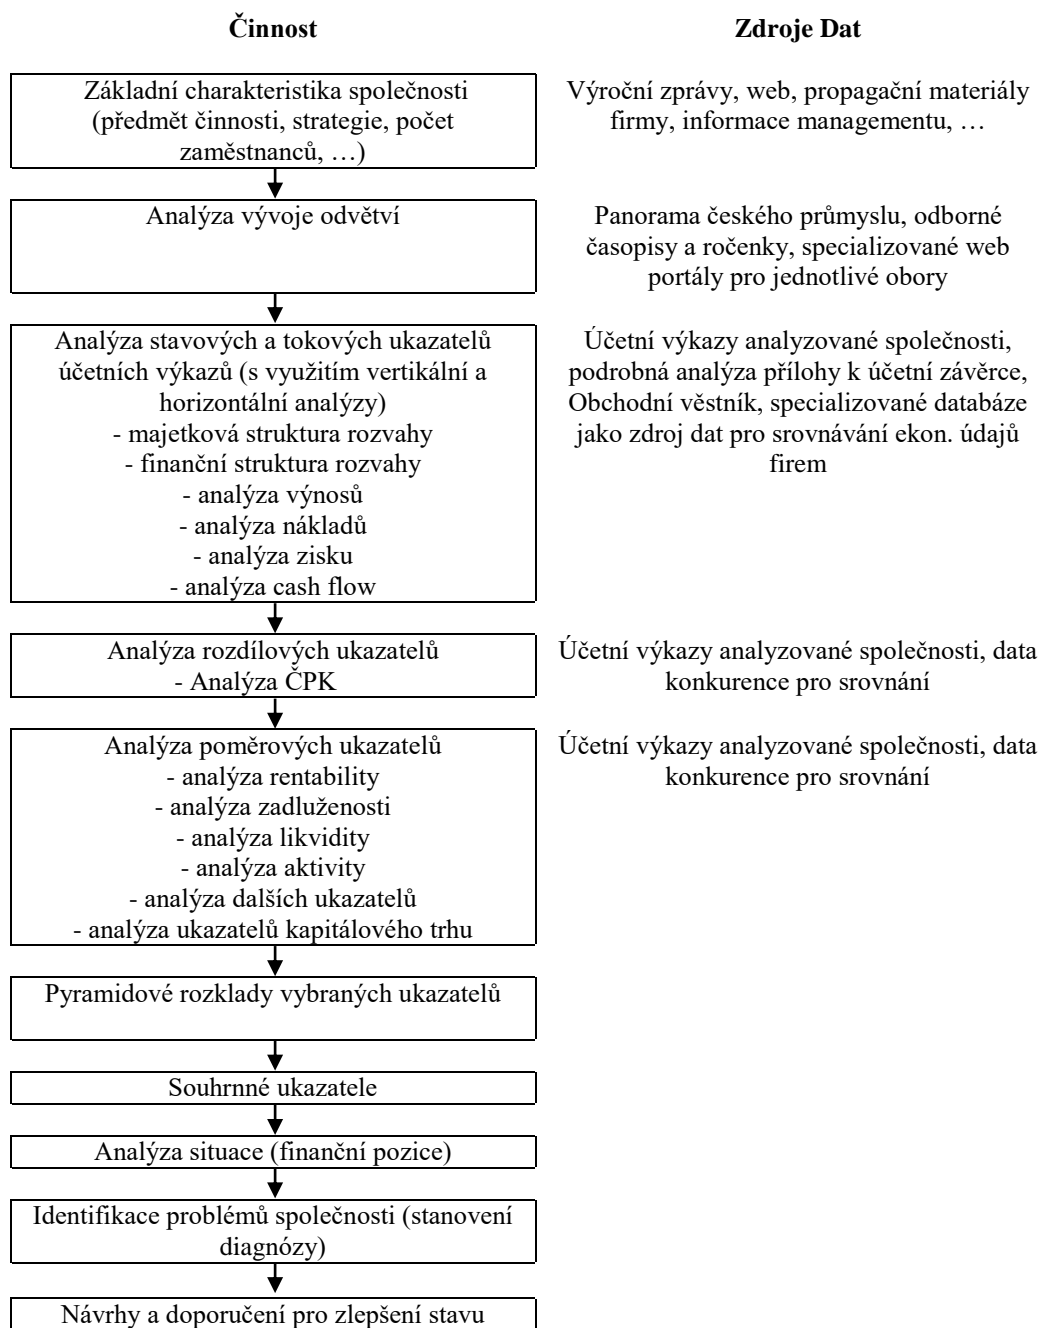 Činnost
Zdroje Dat
Základní charakteristika společnosti
(předmět činnosti, strategie, počet
zaměstnanců, …)
Výroční zprávy, web, propagační materiály
firmy, informace managementu, …
Analýza vývoje odvětví
Panorama českého průmyslu, odborné
časopisy a ročenky, specializované web
portály pro jednotlivé obory
Analýza stavových a tokových ukazatelů
účetních výkazů (s využitím vertikální a
horizontální analýzy)
- majetková struktura rozvahy
- finanční struktura rozvahy
- analýza výnosů
- analýza nákladů
- analýza zisku
- analýza cash flow
Účetní výkazy analyzované společnosti,
podrobná analýza přílohy k účetní závěrce,
Obchodní věstník, specializované databáze
jako zdroj dat pro srovnávání ekon. údajů
firem
Analýza rozdílových ukazatelů
- Analýza ČPK
Účetní výkazy analyzované společnosti, data
konkurence pro srovnání
Analýza poměrových ukazatelů
- analýza rentability
- analýza zadluženosti
- analýza likvidity
- analýza aktivity
- analýza dalších ukazatelů
- analýza ukazatelů kapitálového trhu
Účetní výkazy analyzované společnosti, data
konkurence pro srovnání
Pyramidové rozklady vybraných ukazatelů
Souhrnné ukazatele
Analýza situace (finanční pozice)
Identifikace problémů společnosti (stanovení
diagnózy)
Návrhy a doporučení pro zlepšení stavu